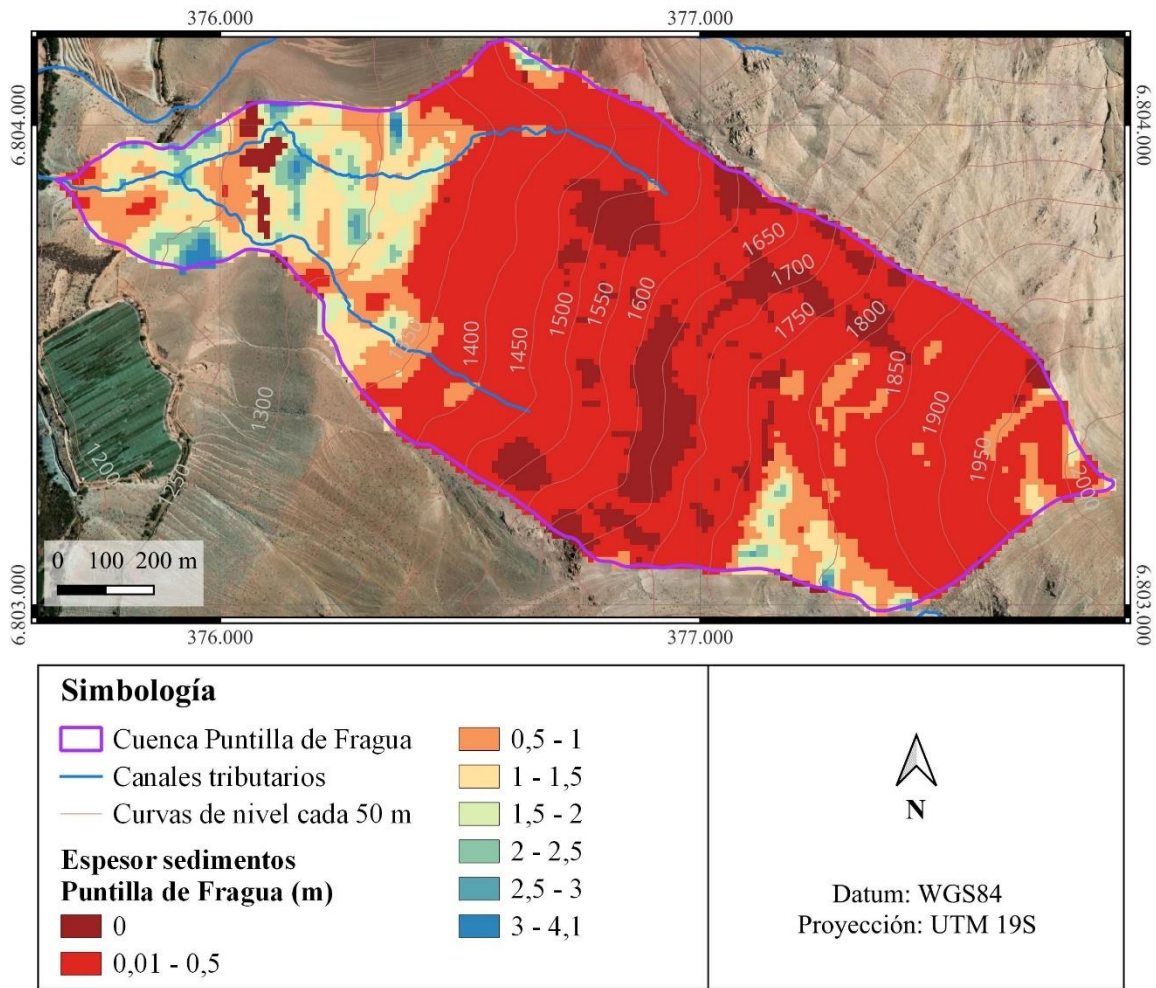 376.000
377.000
6.804.000
6.804.000
1650
1700
1750
1800
1850
1900
1950
2000
1600
1550
1500
1450
1400
1300
1250
1200
0 100 200 m
6.803.000
6.803.000
376.000
377.000
Simbología
Cuenca Puntilla de Fragua
Canales tributarios
Curvas de nivel cada 50 m
Espesor sedimentos
Puntilla de Fragua (m)
0
0,01 - 0,5
0,5 - 1
1 - 1,5
1,5 - 2
2 - 2,5
2,5 - 3
3 - 4,1
N
Datum: WGS84
Proyección: UTM 19S